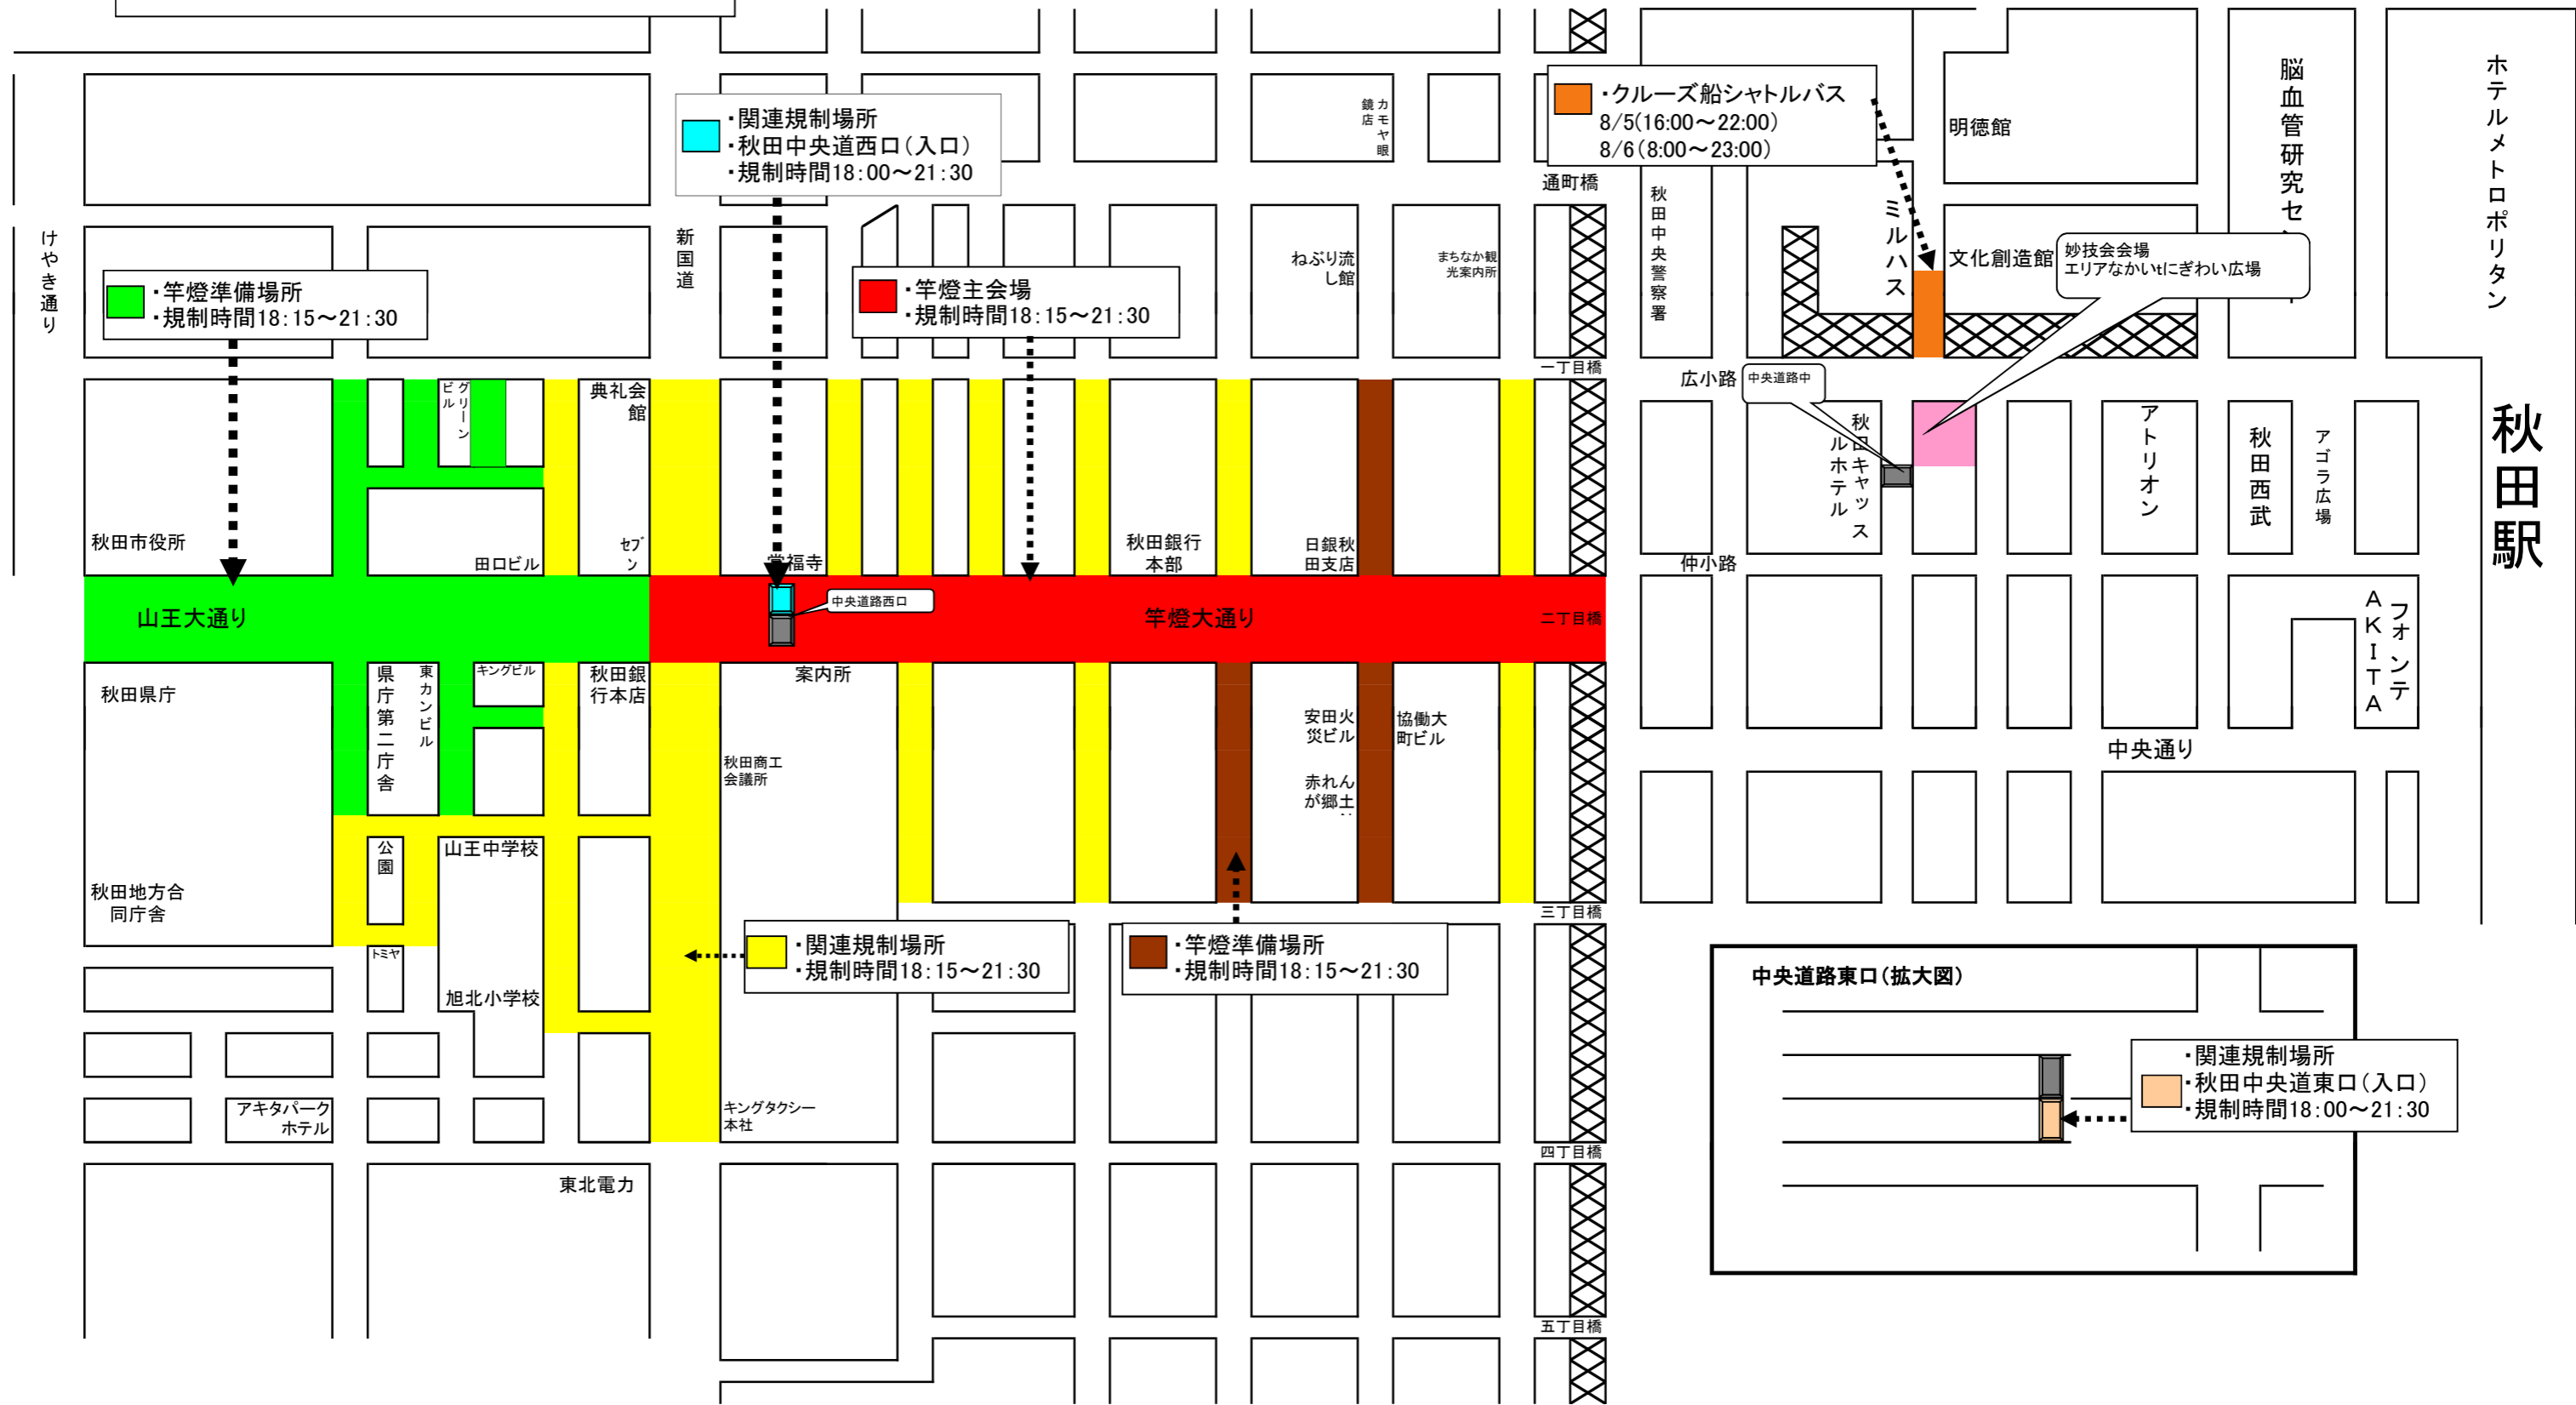 ・関連規制場所
・秋田中央道西口(入口)
・規制時間18:00～21:30
・クルーズ船シャトルバス
8/5(16:00～22:00)
8/6(8:00～23:00)
カモヤ眼
鏡店
通町橋
秋田中央警察署
明徳館
ミルハス
文化創造館
妙技会会場
エリアなかいtにぎわい広場
脳血管研究セ
ホテルメトロポリタン
けやき通り
新国道
・竿燈準備場所
・規制時間18:15～21:30
・竿燈主会場
・規制時間18:15～21:30
ねぶり流
し館
まちなか観
光案内所
一丁目橋
広小路
中央道路中
グリーン
ビル
典礼会
館
秋田市役所
田口ビル
セブ
ン
秋田銀行
本部
日銀秋
田支店
秋田キャッス
ルホテル
アトリオン
秋田西武
アゴラ広場
秋田駅
仲小路
山王大通り
中央道路西口
竿燈大通り
二丁目橋
フォンテ
AKITA
秋田県庁
県庁第二庁舎
東カンビル
キングビル
秋田銀
行本店
案内所
秋田商工
会議所
安田火
災ビル
赤れん
が郷土
協働大
町ビル
中央通り
公園
山王中学校
秋田地方合
同庁舎
トミヤ
旭北小学校
・関連規制場所
・規制時間18:15～21:30
・竿燈準備場所
・規制時間18:15～21:30
三丁目橋
中央道路東口(拡大図)
・関連規制場所
・秋田中央道東口(入口)
・規制時間18:00～21:30
アキタパーク
ホテル
キングタクシー
本社
四丁目橋
東北電力
五丁目橋